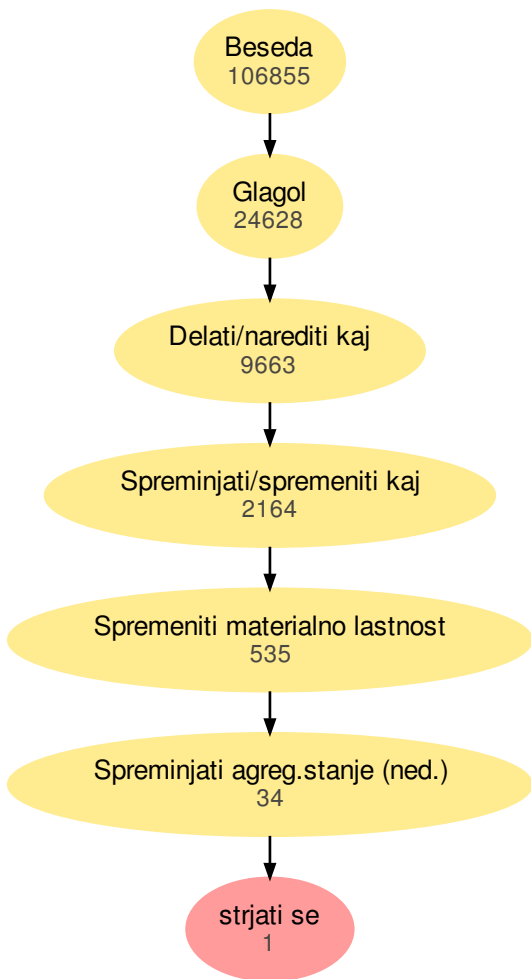 Beseda
106855
Glagol
24628
Delati/narediti kaj
9663
Spreminjati/spremeniti kaj
2164
Spremeniti materialno lastnost
535
Spreminjati agreg.stanje (ned.)
34
strjati se
1